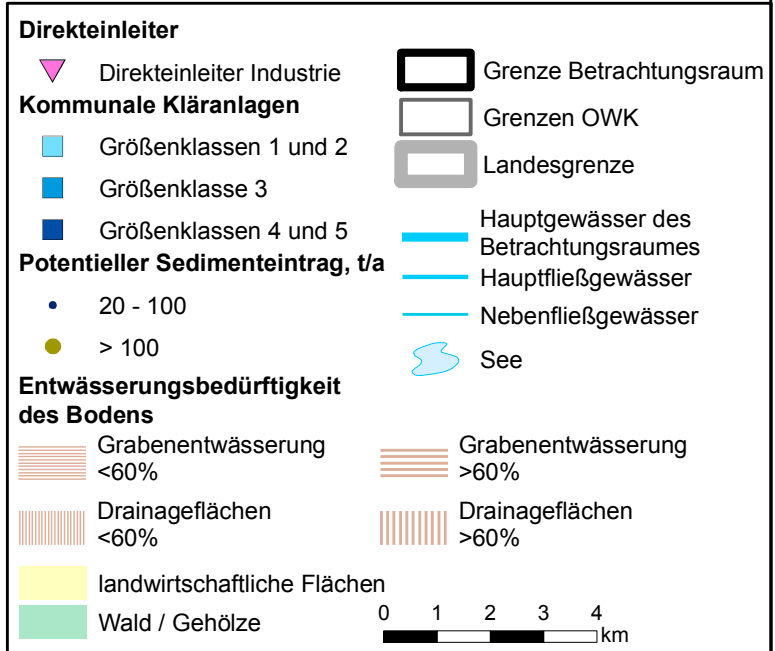 Direkteinleiter
Direkteinleiter Industrie
Kommunale Kläranlagen
Größenklassen 1 und 2
Größenklasse 3
Größenklassen 4 und 5
Potentieller Sedimenteintrag, t/a
20 - 100
> 100
Grenze Betrachtungsraum
Grenzen OWK
Landesgrenze
Hauptgewässer des
Betrachtungsraumes
Hauptfließgewässer
Nebenfließgewässer
See
Entwässerungsbedürftigkeit
des Bodens
Grabenentwässerung
<60%
Grabenentwässerung
>60%
Drainageflächen
<60%
Drainageflächen
>60%
landwirtschaftliche Flächen
Wald / Gehölze
0 1 2 3 4
km